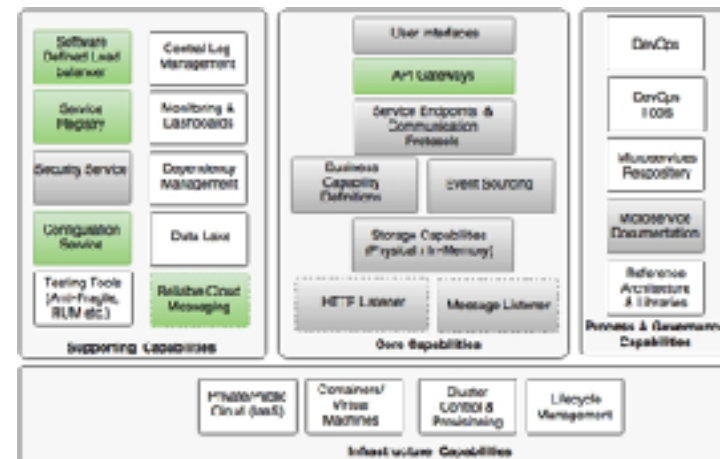 Software
Defined Load
balancer
Central Log
Management
Service
Registry
Monitoring &
Dashboards
Security Service
Dependency
Management
Configuration
Service
Data Lake
Testing Tools
(Anti-Fragile,
RUM etc.)
Reliable Cloud
Messaging
Supporting Capabilities
User Interfaces
API Gateways
Service Endpoints &
Communication
Protocols
Business
Capability
Definitions
Event Sourcing
Storage Capabilities
(Physical / In-Memory)
HTTP Listener
Message Listener
Core Capabilities
DevOps
DevOps
Tools
Microservices
Repository
Microservice
Documentation
Reference
Architecture
& Libraries
Process & Governance
Capabilities
Private/Public
Cloud (IaaS)
Containers/
Virtual
Machines
Cluster
Control &
Provisioning
Lifecycle
Management
Infrastructure Capabilities